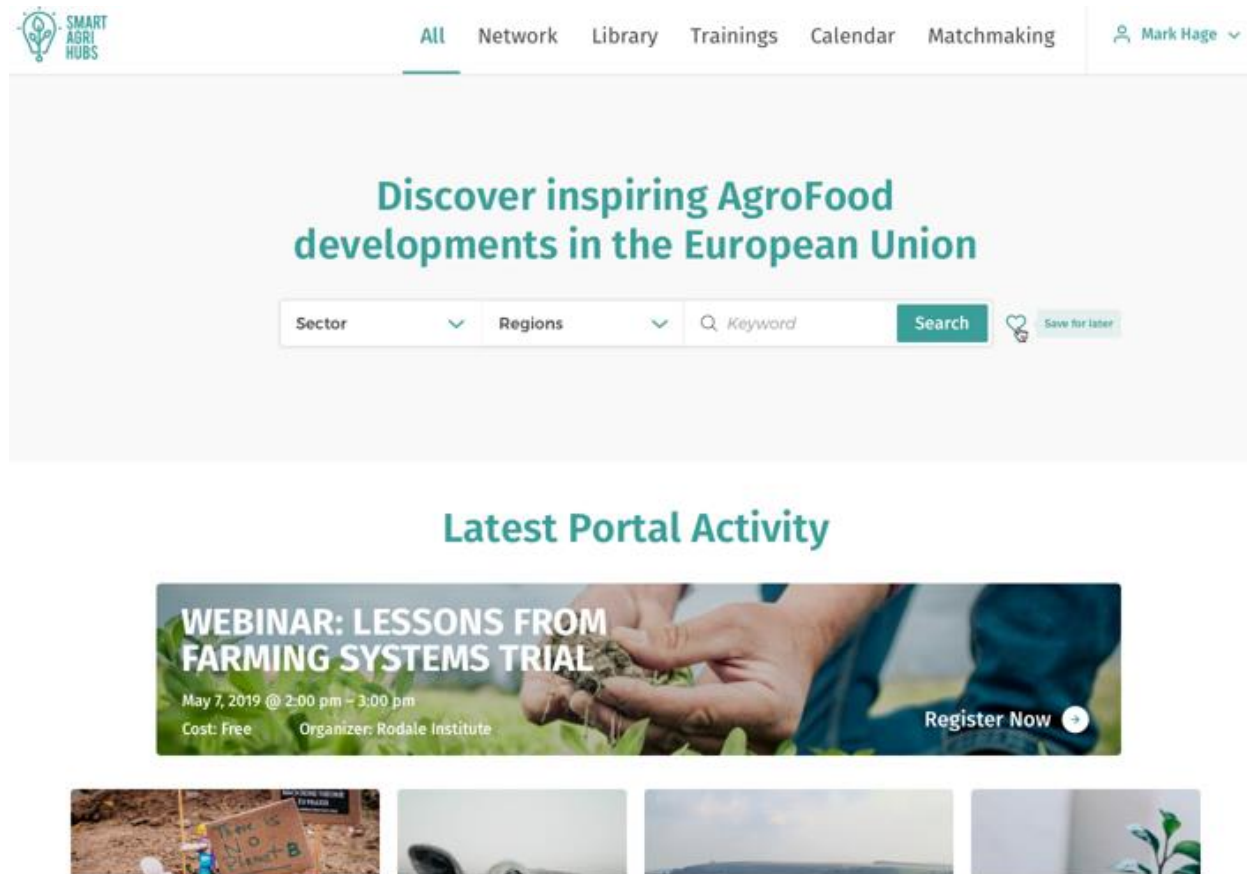 SMART
AGRI
HUBS
All Network Library Trainings Calendar Matchmaking Mark Hage
Discover inspiring AgroFood
developments in the European Union
Sector Regions Keyword Search Save for later
Latest Portal Activity
WEBINAR: LESSONS FROM
FARMING SYSTEMS TRIAL
May 7, 2019 @ 2:00 pm – 3:00 pm
Cost: Free Organizer: Rodale Institute
Register Now
There is
NO
Planet B